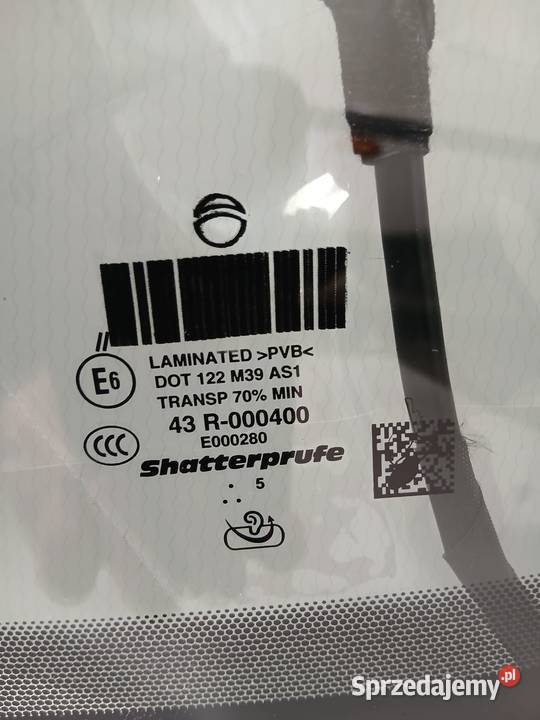 LAMINATED >PVB<
DOT 122 M39 AS1
TRANSP 70% MIN
E6
43 R-000400
E000280
CCC
Shatterprufe
5
Sprzedajemy.pl